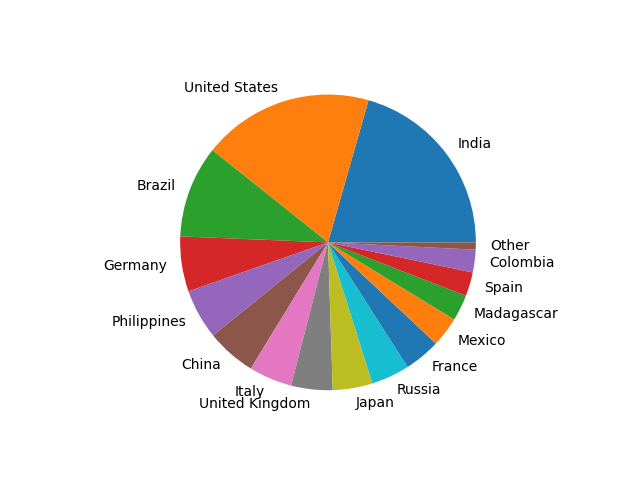 United States
India
Brazil
Other
Colombia
Germany
Spain
Madagascar
Philippines
Mexico
China
France
Italy
Russia
United Kingdom
Japan